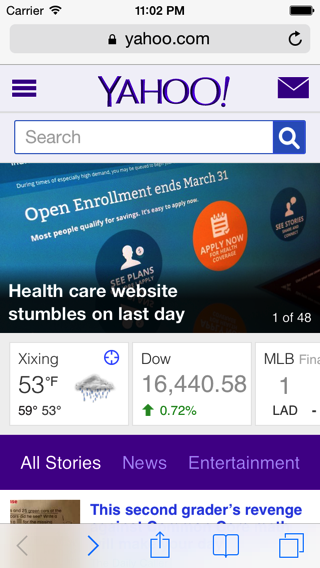 Carrier 11:02 PM
yahoo.com
YAHOO!
Search
During times of especially high demand, you may be queued to
Open Enrollment ends March 31
Most people qualify for savings. It's easy to apply now.
SEE PLANS
APPLY NOW
FOR HEALTH
COVERAGE
SEE STORIES
Health care website
stumbles on last day
1 of 48
Xixing
53°F
59° 53°
Dow
16,440.58
0.72%
MLB Fina
1
LAD -
All Stories News Entertainment
This second grader's revenge